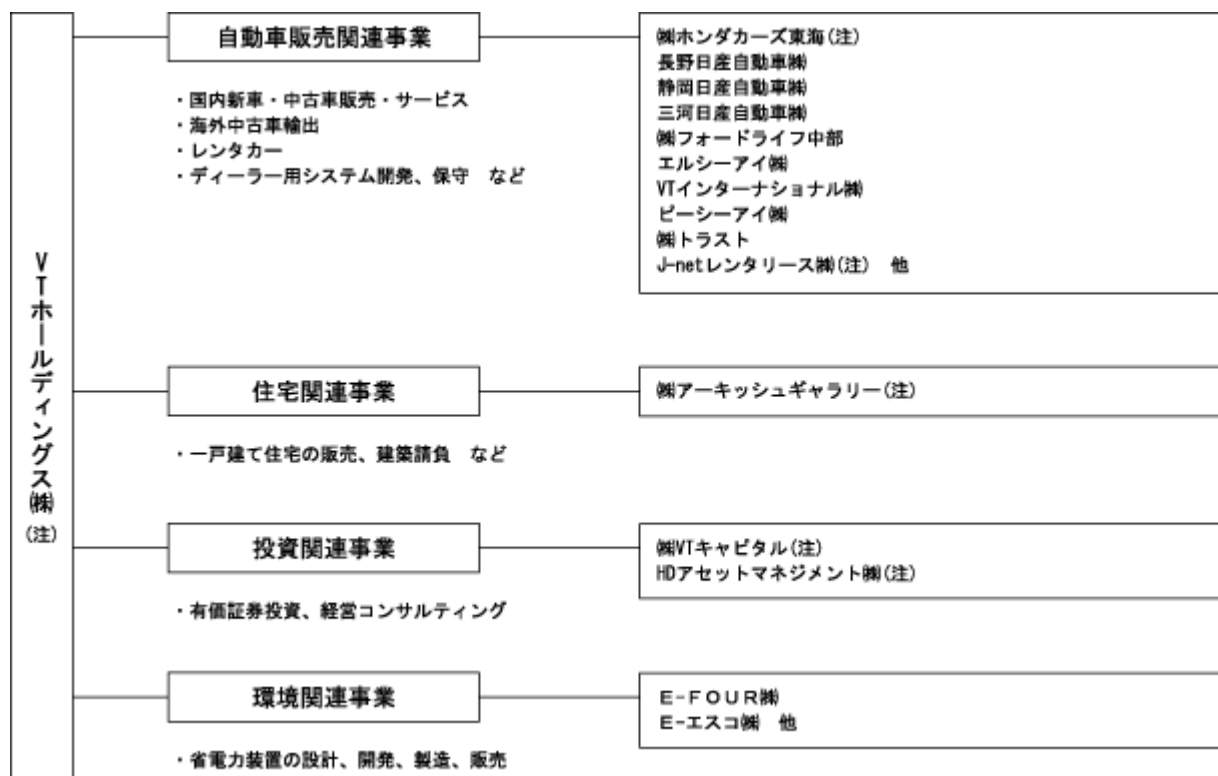 VTホールディングス㈱
(注)
自動車販売関連事業
・国内新車・中古車販売・サービス
・海外中古車輸出
・レンタカー
・ディーラー用システム開発、保守　など
㈱ホンダカーズ東海(注)
長野日産自動車㈱
静岡日産自動車㈱
三河日産自動車㈱
㈱フォードライフ中部
エルシーアイ㈱
VTインターナショナル㈱
ピーシーアイ㈱
㈱トラスト
J-netレンタリース㈱(注)　他
住宅関連事業
・一戸建て住宅の販売、建築請負　など
㈱アーキッシュギャラリー(注)
投資関連事業
・有価証券投資、経営コンサルティング
㈱VTキャピタル(注)
HDアセットマネジメント㈱(注)
環境関連事業
・省電力装置の設計、開発、製造、販売
Ｅ-ＦＯＵＲ㈱
Ｅ-エスコ㈱　他